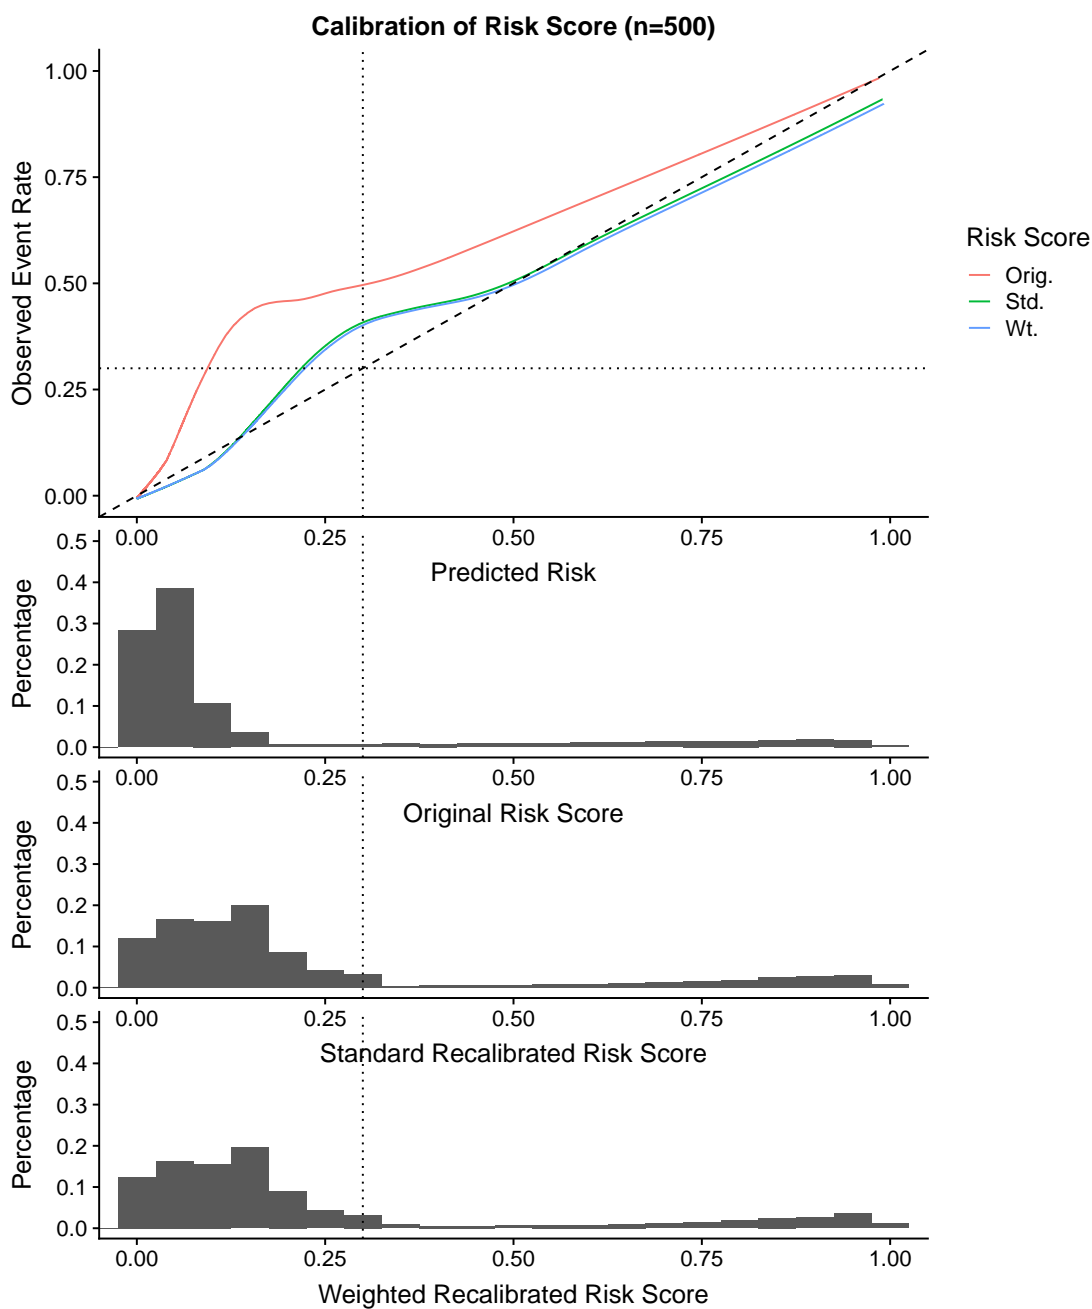 Calibration of Risk Score (n=500)
Observed Event Rate
1.00
0.75
0.50
0.25
0.00
0.00 0.25 0.50 0.75 1.00
Predicted Risk
Risk Score
Orig.
Std.
Wt.
Percentage
0.5
0.4
0.3
0.2
0.1
0.0
0.00 0.25 0.50 0.75 1.00
Original Risk Score
Percentage
0.5
0.4
0.3
0.2
0.1
0.0
0.00 0.25 0.50 0.75 1.00
Standard Recalibrated Risk Score
Percentage
0.5
0.4
0.3
0.2
0.1
0.0
0.00 0.25 0.50 0.75 1.00
Weighted Recalibrated Risk Score